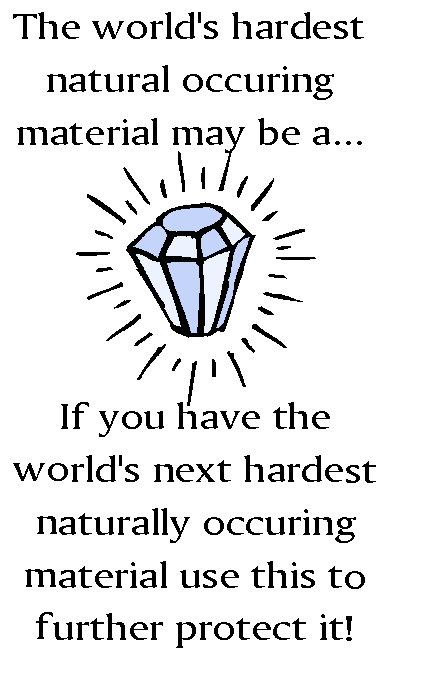 The world's hardest
natural occuring
material may be a...
If you have the
world's next hardest
naturally occuring
material use this to
further protect it!